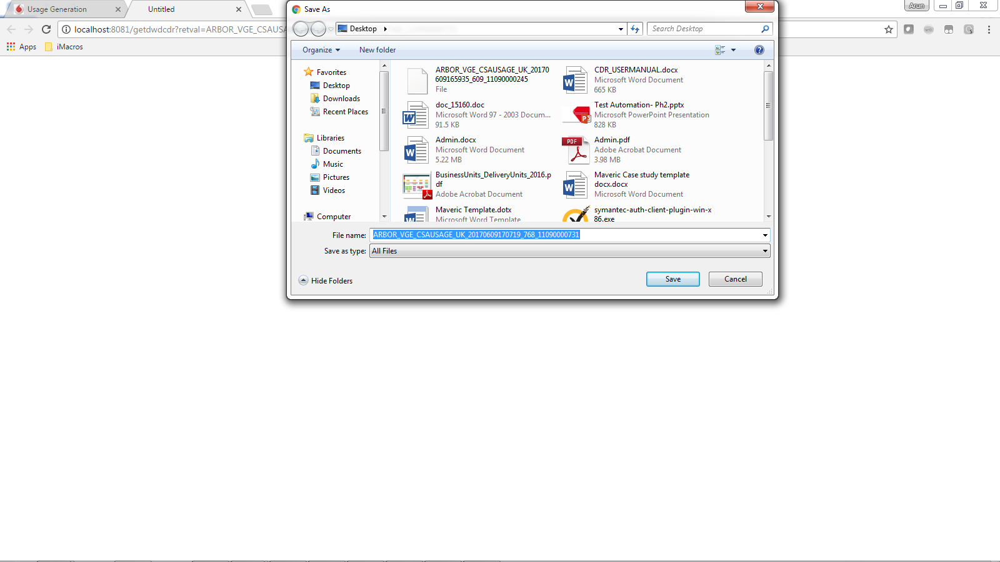 Usage Generation
Untitled
Save As
Arun
localhost:8081/getdwdcdr?retval=ARBOR_VGE_CSAUSA
Desktop
Search Desktop
Apps
iMacros
Organize
New folder
Favorites
Desktop
Downloads
Recent Places
Libraries
Documents
Music
Pictures
Videos
Computer
ARBOR_VGE_CSAUSAGE_UK_20170
609165935_609_11090000245
File
CDR_USERMANUAL.docx
Microsoft Word Document
665 KB
doc_15160.doc
Microsoft Word 97 - 2003 Docum...
91.5 KB
Test Automation- Ph2.pptx
Microsoft PowerPoint Presentation
828 KB
Admin.docx
Microsoft Word Document
5.22 MB
PDF
Admin.pdf
Adobe Acrobat Document
3.98 MB
BusinessUnits_DeliveryUnits_2016.p
df
Adobe Acrobat Document
Maveric Case study template
docx.docx
Microsoft Word Document
Maveric Template.dotx
Microsoft Word Template
symantec-auth-client-plugin-win-x
86.exe
File name:
ARBOR_VGE_CSAUSAGE_UK_20170609170719_768_11090000731
Save as type:
All Files
Hide Folders
Save
Cancel